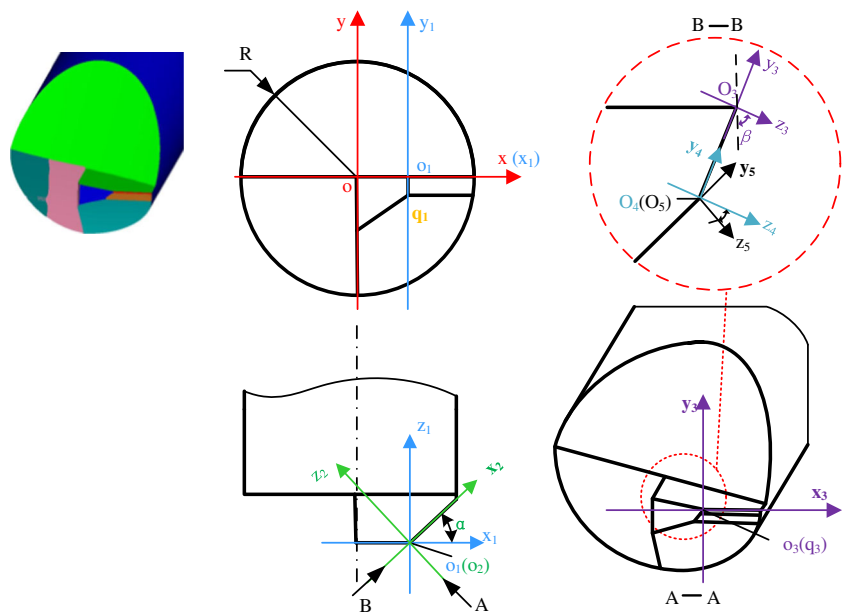 B — B
y
y₁
R
x (x₁)
o
o₁
q₁
y₃
O₃
z₃
β
y₄
y₅
O₄(O₅)
z₄
z₅
γ
z₂
z₁
x₂
α
x₁
o₁(o₂)
B
A
y₃
x₃
o₃(q₃)
A — A